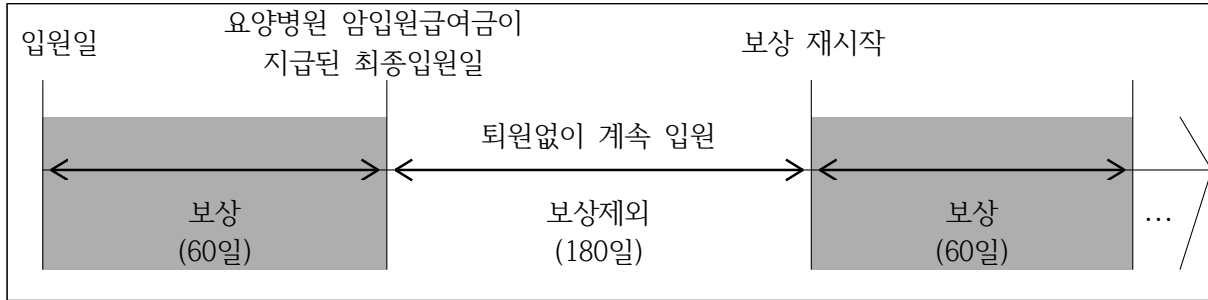 입원일
요양병원 암입원급여금이
지급된 최종입원일
보상 재시작
퇴원없이 계속 입원
보상
(60일)
보상제외
(180일)
보상
(60일)
…